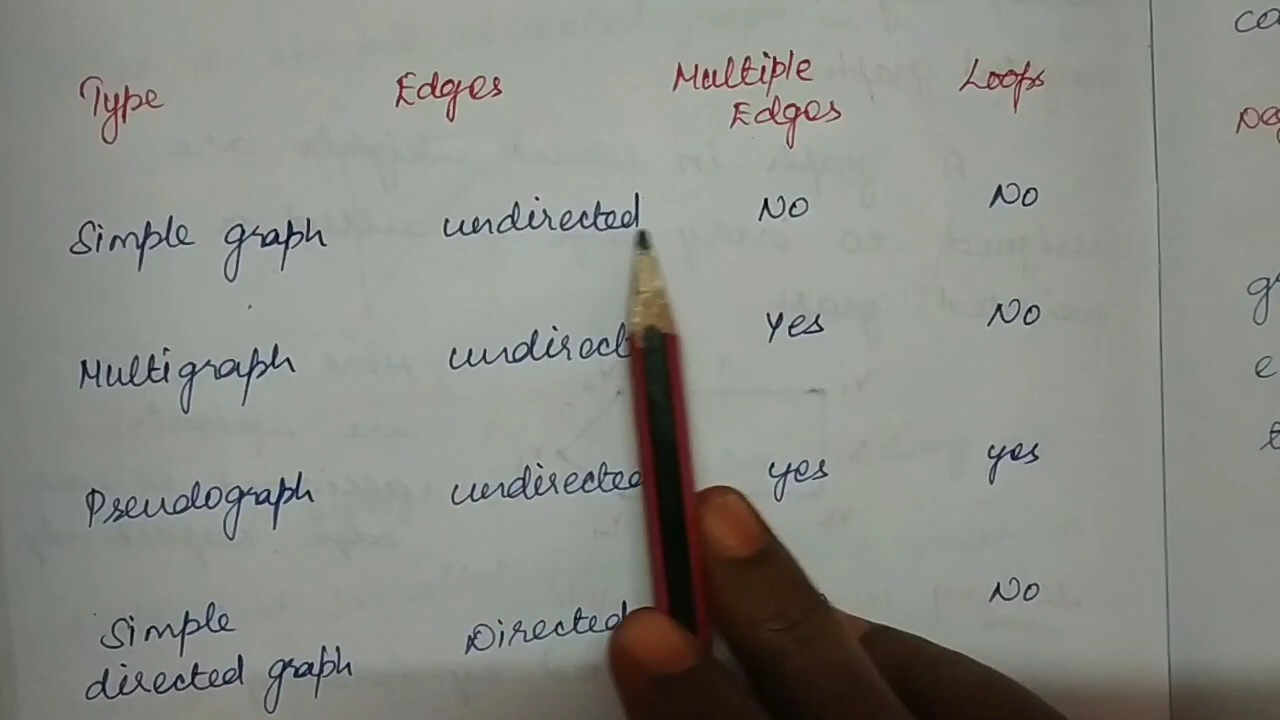 Type Edges Multiple Edges Loops
Simple graph undirected No No
Multigraph undirect Yes No
Pseudograph undirected yes yes
Simple directed graph Directed No